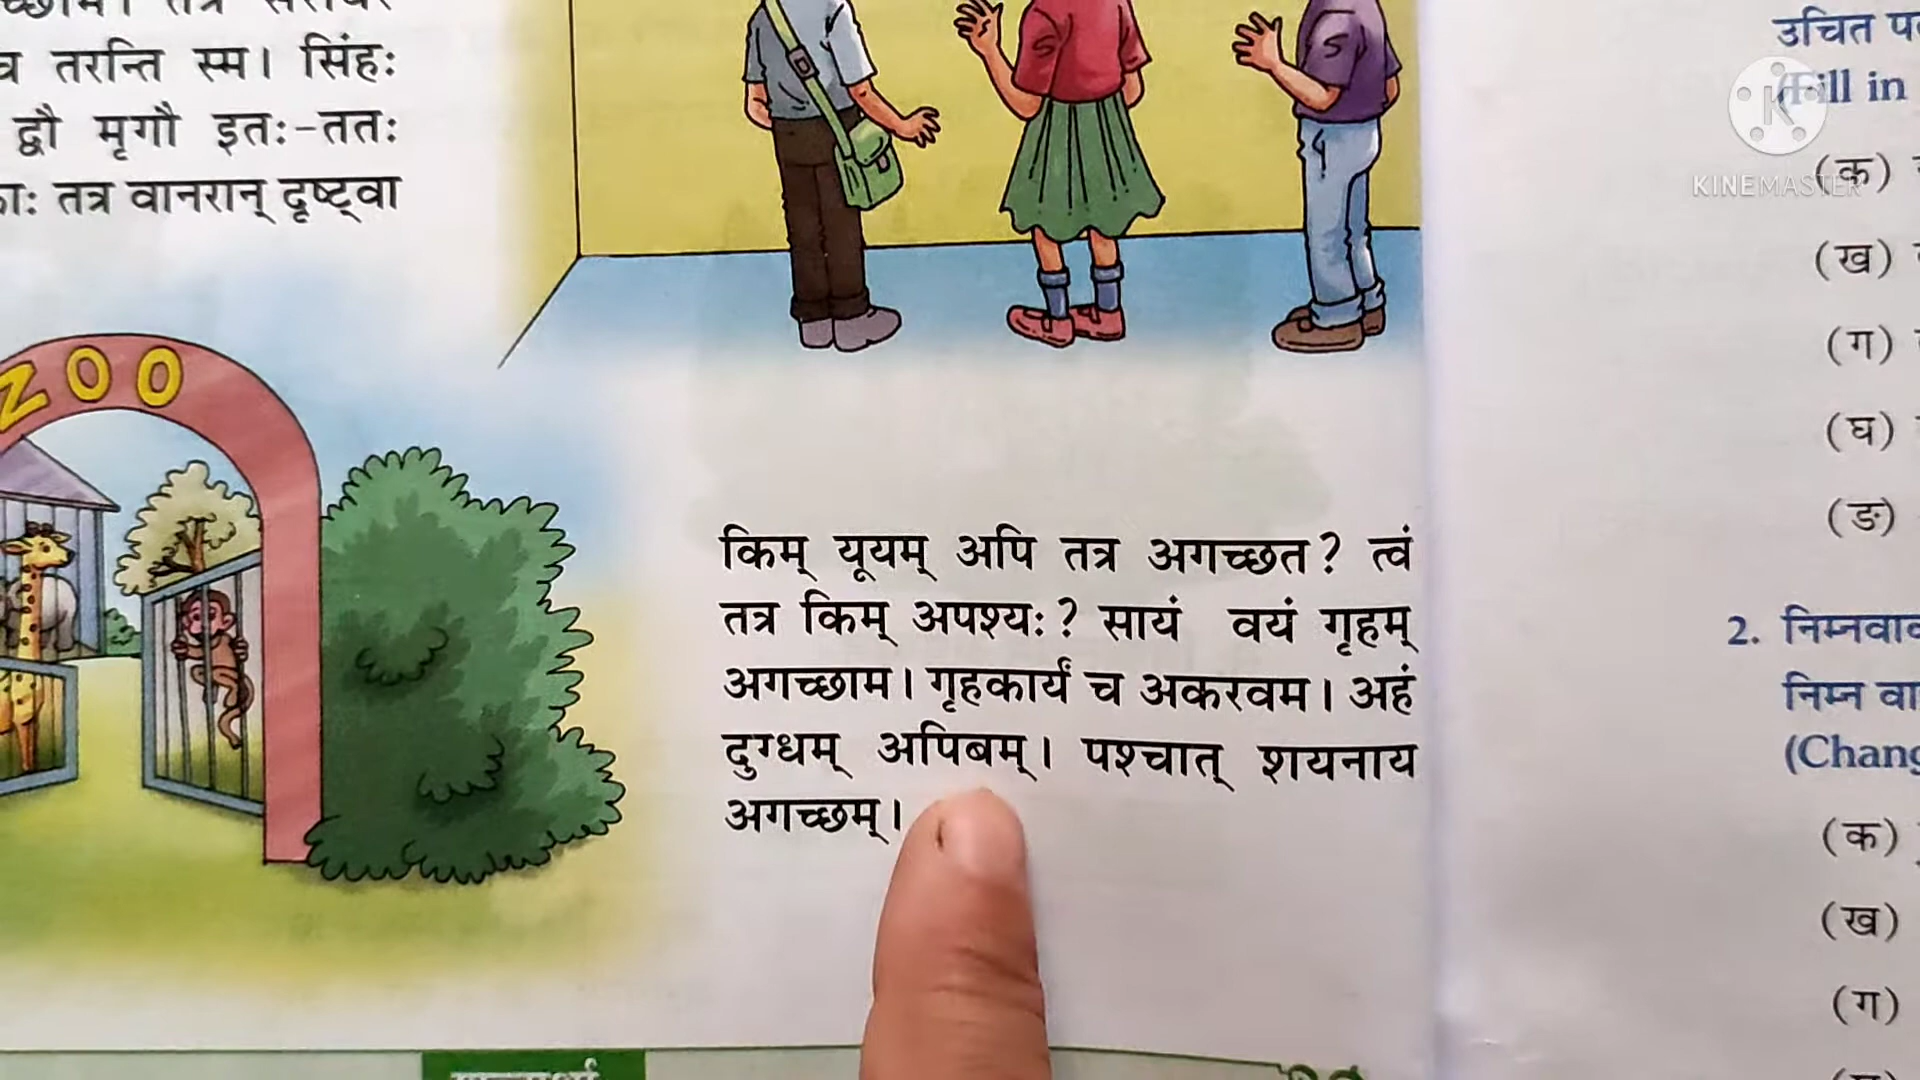 तरन्ति स्म। सिंहः
द्वौ मृगौ इतः-ततः
तत्र वानरान् दृष्ट्वा
ZOO
किम् यूयम् अपि तत्र अगच्छत? त्वं
तत्र किम् अपश्यः? सायं वयं गृहम्
अगच्छाम। गृहकार्यं च अकरवम। अहं
दुग्धम् अपिबम्। पश्चात् शयनाय
अगच्छम्।
उचित
(Fill in
KINEMASTER
(क)
(ख)
(ग)
(घ)
(ङ)
2. निम्नवाक
निम्न वा
(Chang
(क)
(ख)
(ग)